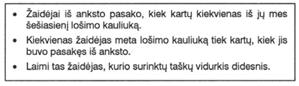 • Žaidėjai iš anksto pasako, kiek kartų kiekvienas iš jų mes
šešiasienį lošimo kauliuką.
• Kiekvienas žaidėjas meta lošimo kauliuką tiek kartų, kiek jis
buvo pasakęs iš anksto.
• Laimi tas žaidėjas, kurio surinktų taškų vidurkis didesnis.